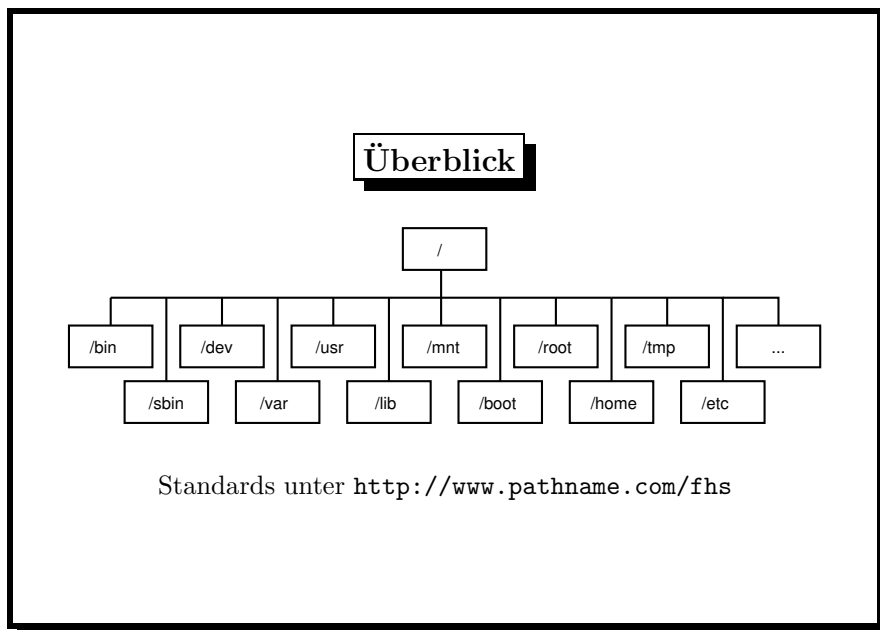 Überblick
/
/bin /dev /usr /mnt /root /tmp ...
/sbin /var /lib /boot /home /etc
Standards unter http://www.pathname.com/fhs